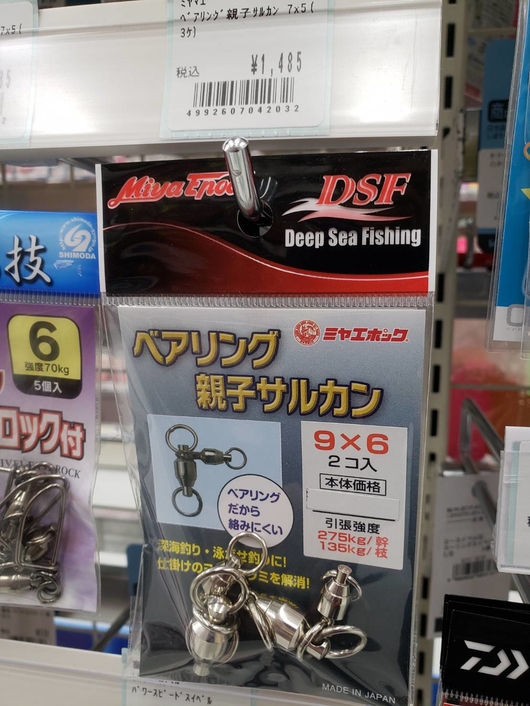 ベアリング親子サルカン 7x5(
3ケ)
税込
¥1,485
4992607042032
DSF
Deep Sea Fishing
技
SHIMODA
6
強度70kg
5個入
ロック付
ベアリング
親子サルカン
ミヤエポック
9×6
2コ入
本体価格
引張強度
275kg/幹
135kg/枝
ベアリング
だから
絡みにくい
深海釣り・泳がせ釣りに!
MADE IN JAPAN
パワースピードスイベル